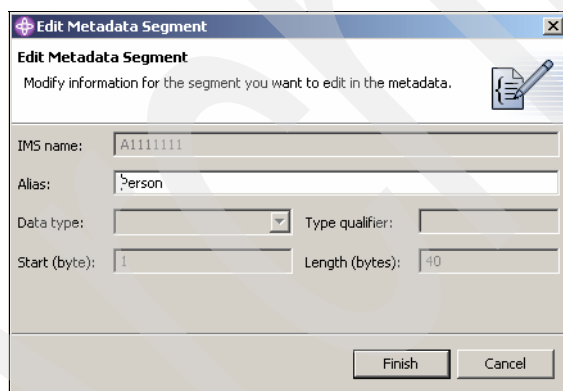 Edit Metadata Segment
Edit Metadata Segment
Modify information for the segment you want to edit in the metadata.
IMS name: A1111111
Alias: Person
Data type: Type qualifier:
Start (byte): 1 Length (bytes): 40
Finish Cancel